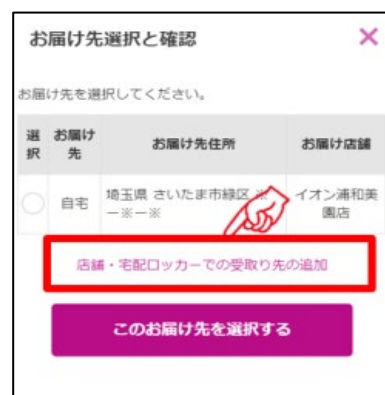 お届け先選択と確認
×
お届け先を選択してください。
選択 お届け先 お届け先住所 お届け店舗
自宅 埼玉県 さいたま市緑区 ※
ー※ー※
イオン浦和美
園店
店舗・宅配ロッカーでの受取り先の追加
このお届け先を選択する